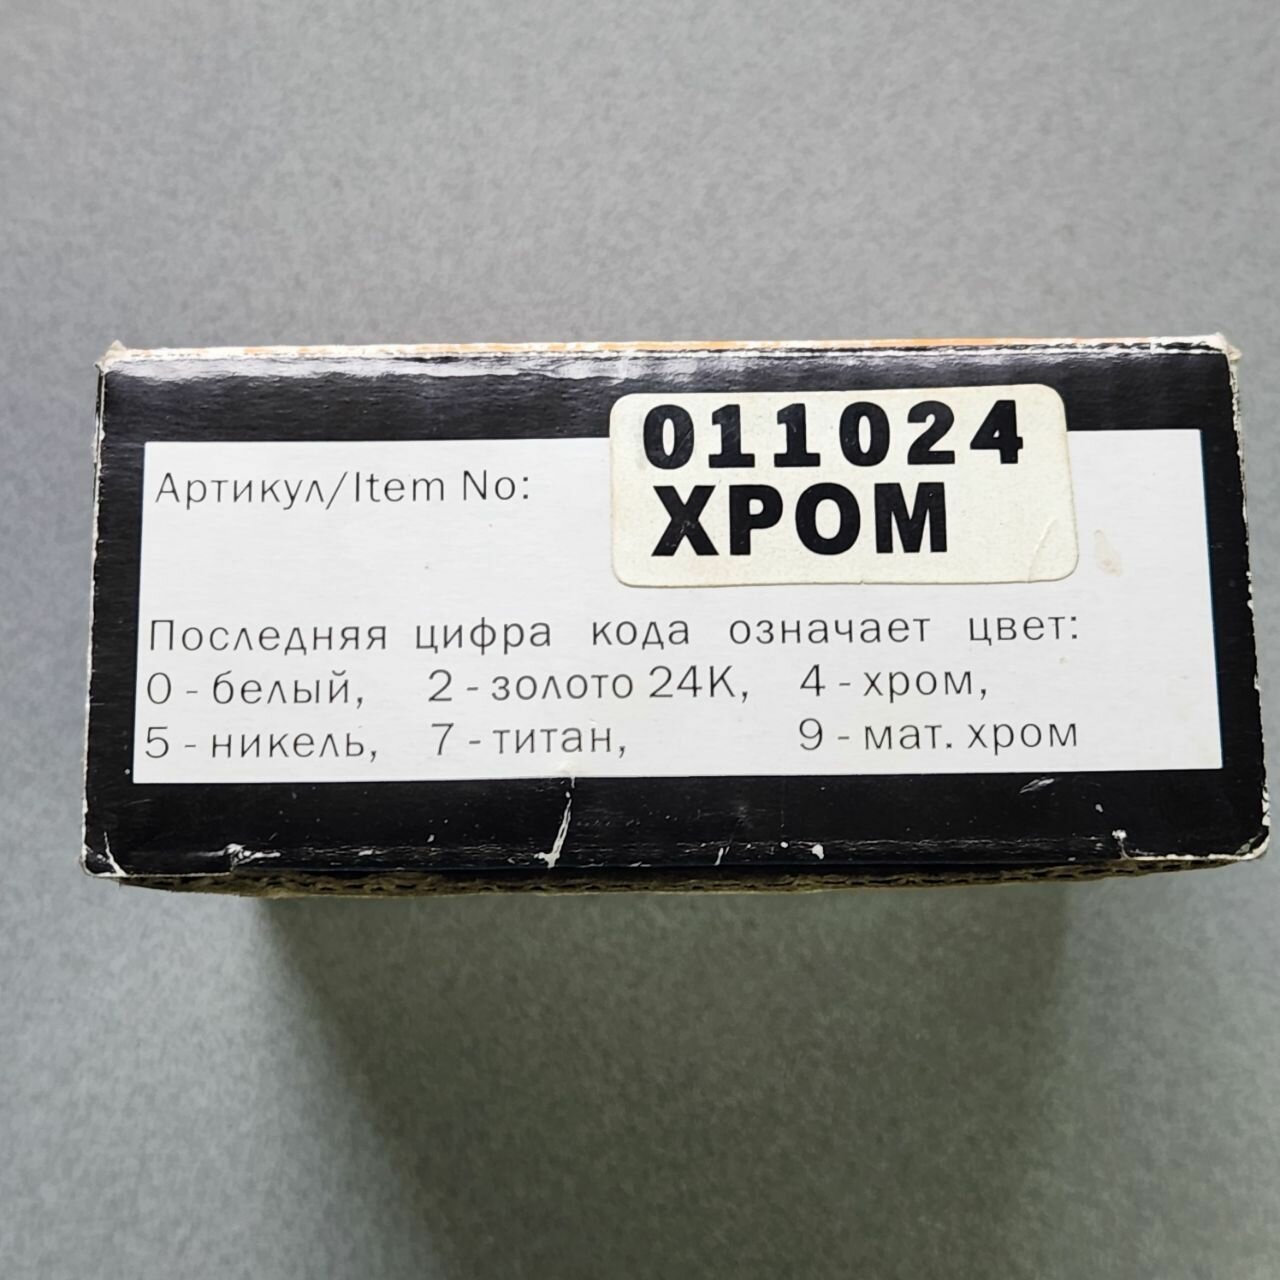 011024
ХРОМ
Артикул/Item No:
Последняя цифра кода означает цвет:
0 - белый, 2 - золото 24К, 4 - хром,
5 - никель, 7 - титан, 9 - мат. хром